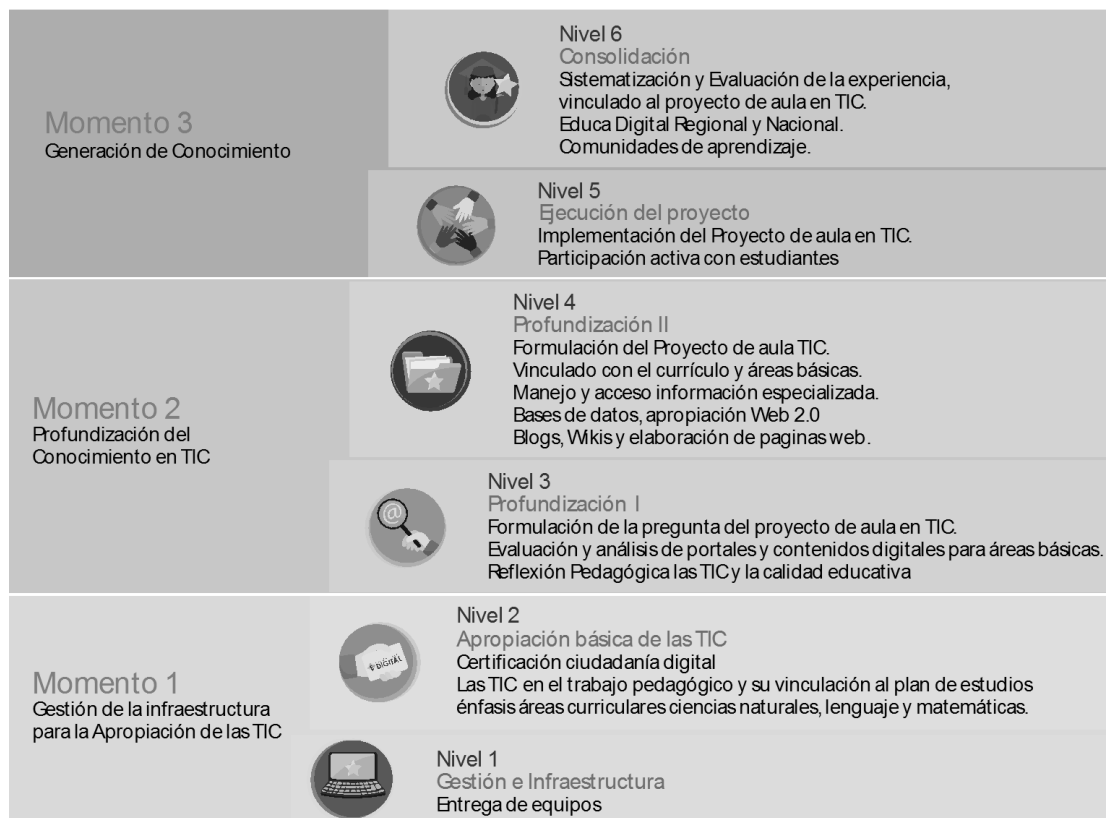 Momento 3
Generación de Conocimiento
Nivel 6
Consolidación
Sistematización y Evaluación de la experiencia,
vinculado al proyecto de aula en TIC.
Educa Digital Regional y Nacional.
Comunidades de aprendizaje.
Nivel 5
Ejecución del proyecto
Implementación del Proyecto de aula en TIC.
Participación activa con estudiantes
Momento 2
Profundización del
Conocimiento en TIC
Nivel 4
Profundización II
Formulación del Proyecto de aula TIC.
Vinculado con el currículo y áreas básicas.
Manejo y acceso información especializada.
Bases de datos, apropiación Web 2.0
Blogs, Wikis y elaboración de paginas web.
Nivel 3
Profundización I
Formulación de la pregunta del proyecto de aula en TIC.
Evaluación y análisis de portales y contenidos digitales para áreas básicas.
Reflexión Pedagógica las TIC y la calidad educativa
Momento 1
Gestión de la infraestructura
para la Apropiación de las TIC
Nivel 2
Apropiación básica de las TIC
Certificación ciudadanía digital
Las TIC en el trabajo pedagógico y su vinculación al plan de estudios
énfasis áreas curriculares ciencias naturales, lenguaje y matemáticas.
DIGITAL
Nivel 1
Gestión e Infraestructura
Entrega de equipos